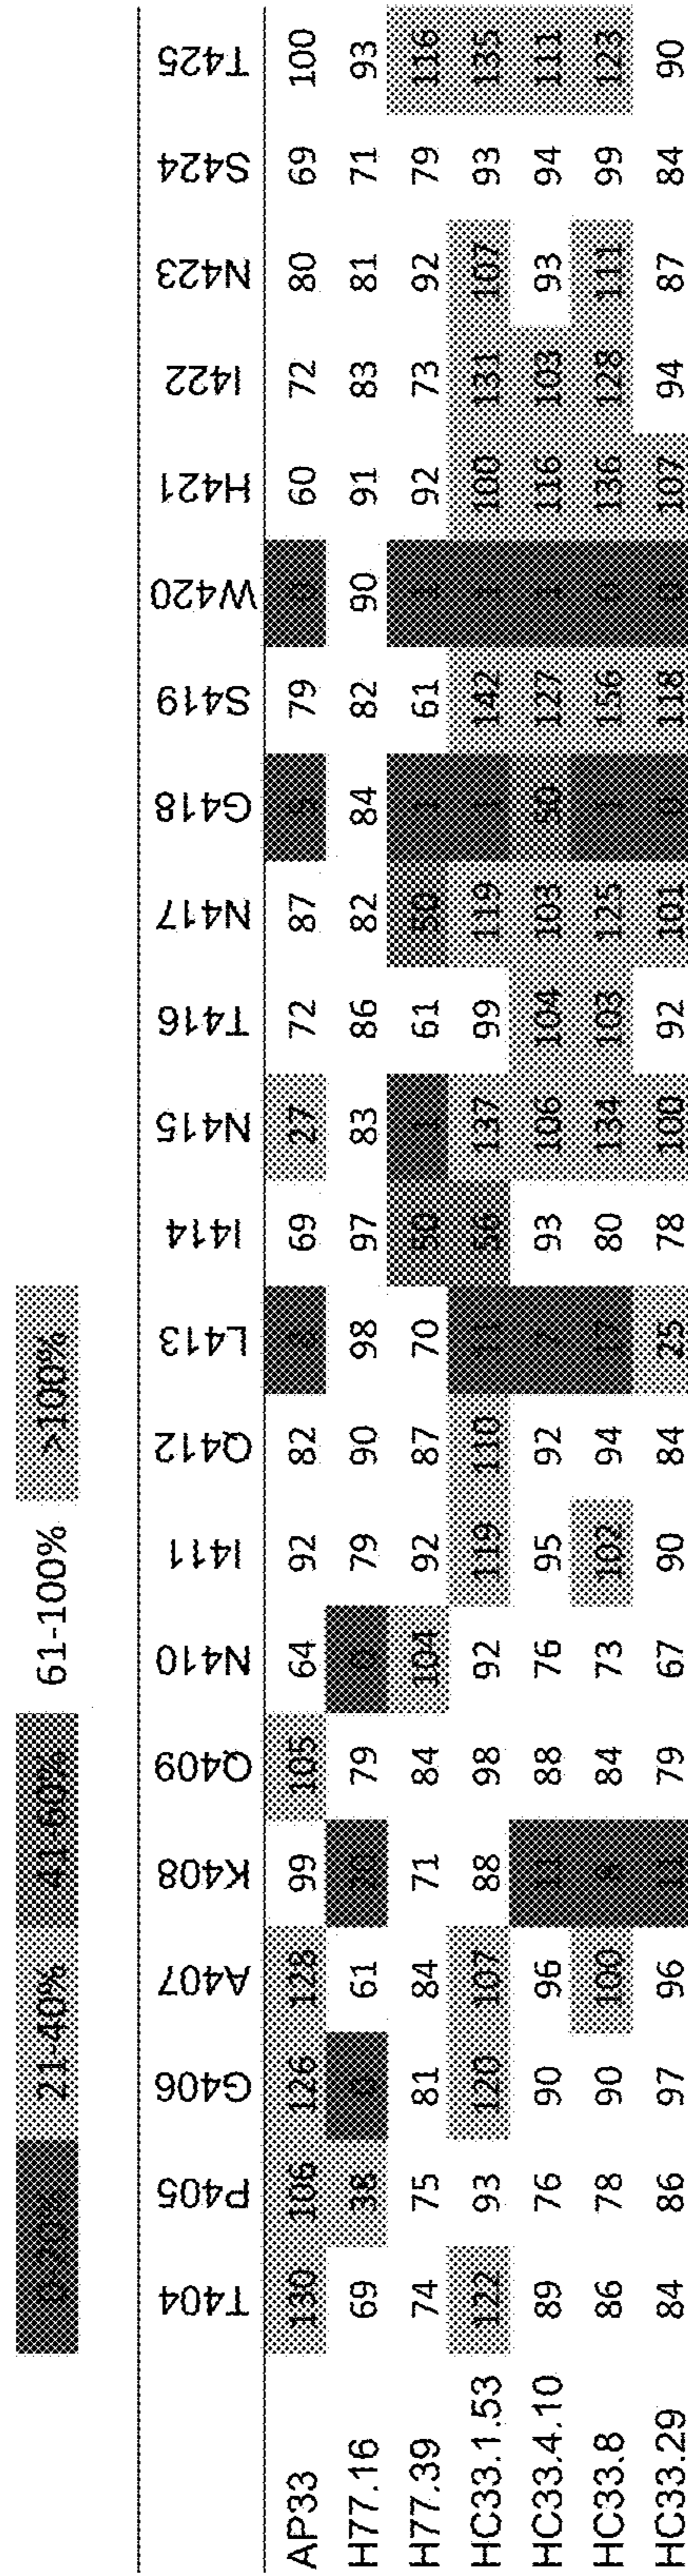 21-40% 41-60% 61-100% >100%
T404 P405 G406 A407 K408 Q409 N410 I411 Q412 L413 I414 N415 T416 N417 G418 S419 W420 H421 I422 N423 S424 T425
AP33 130 106 126 128 99 105 64 92 82 69 27 72 87 5 79 60 72 80 69 100
H77.16 69 38 61 79 0 79 90 98 97 83 86 82 84 82 90 91 83 81 71 93
H77.39 74 75 81 84 71 84 104 92 87 70 50 1 61 50 1 61 1 92 73 92 79 116
HC33.1.53 122 93 120 107 88 98 92 119 110 11 137 99 119 1 142 1 100 131 107 93 135
HC33.4.10 89 76 90 96 11 88 76 95 92 7 93 106 104 103 50 127 1 116 103 93 94 111
HC33.8 86 78 90 100 84 73 102 94 17 80 134 103 125 1 156 0 136 128 111 99 123
HC33.29 84 86 97 96 11 79 67 90 84 25 78 100 92 101 0 118 0 107 94 87 84 90